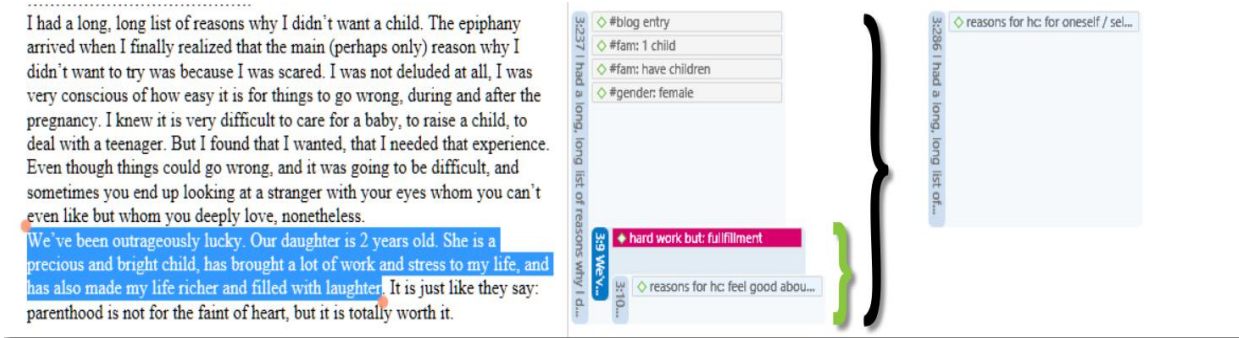 I had a long, long list of reasons why I didn't want a child. The epiphany
arrived when I finally realized that the main (perhaps only) reason why I
didn't want to try was because I was scared. I was not deluded at all, I was
very conscious of how easy it is for things to go wrong, during and after the
pregnancy. I knew it is very difficult to care for a baby, to raise a child, to
deal with a teenager. But I found that I wanted, that I needed that experience.
Even though things could go wrong, and it was going to be difficult, and
sometimes you end up looking at a stranger with your eyes whom you can't
even like but whom you deeply love, nonetheless.
We've been outrageously lucky. Our daughter is 2 years old. She is a
precious and bright child, has brought a lot of work and stress to my life, and
has also made my life richer and filled with laughter. It is just like they say:
parenthood is not for the faint of heart, but it is totally worth it.
3:237 I had a long, long list of reasons why I d...
#blog entry
#fam: 1 child
#fam: have children
#gender: female
3:9 We'v...
hard work but: fullfillment
3:10...
reasons for hc: feel good abou...
3:286 I had a long, long list of...
reasons for hc: for oneself / sel...